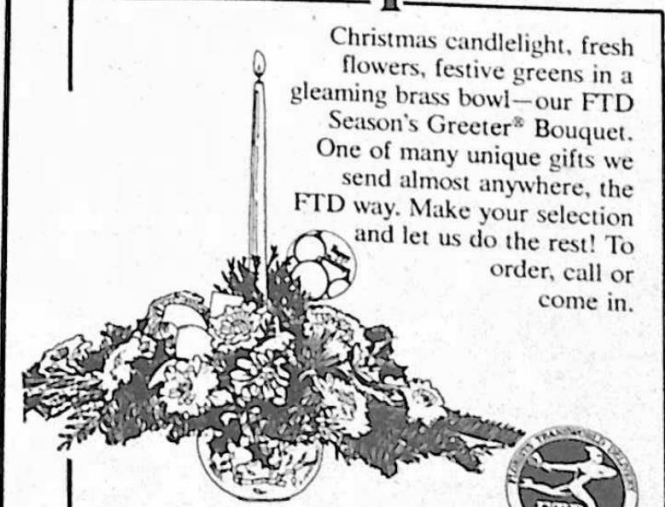 Christmas candlelight, fresh
flowers, festive greens in a
gleaming brass bowl—our FTD
Season's Greeter® Bouquet.
One of many unique gifts we
send almost anywhere, the
FTD way. Make your selection
and let us do the rest! To
order, call or
come in.
TRANSWORLD DELIVERY